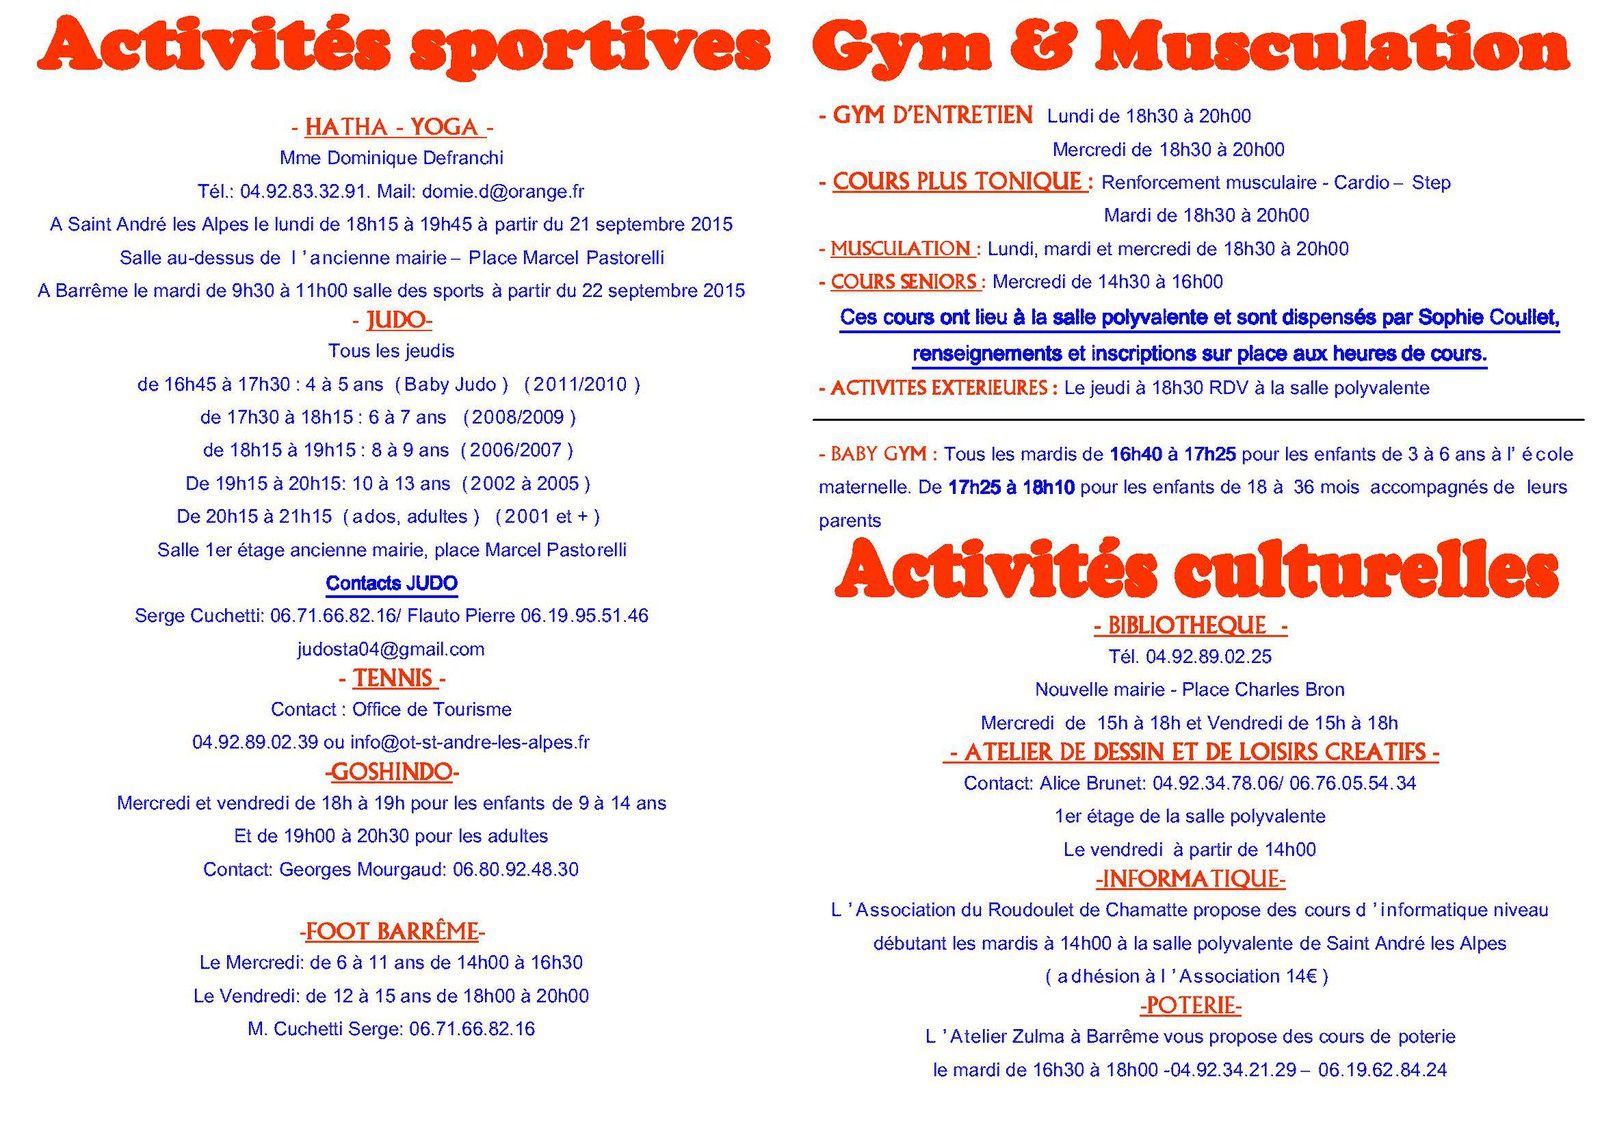 Activités sportives
- HATHA - YOGA -
Mme Dominique Defranchi
Tél.: 04.92.83.32.91. Mail: domie.d@orange.fr
A Saint André les Alpes le lundi de 18h15 à 19h45 à partir du 21 septembre 2015
Salle au-dessus de l ' ancienne mairie – Place Marcel Pastorelli
A Barrême le mardi de 9h30 à 11h00 salle des sports à partir du 22 septembre 2015
- JUDO-
Tous les jeudis
de 16h45 à 17h30 : 4 à 5 ans ( Baby Judo ) ( 2011/2010 )
de 17h30 à 18h15 : 6 à 7 ans ( 2008/2009 )
de 18h15 à 19h15 : 8 à 9 ans ( 2006/2007 )
De 19h15 à 20h15: 10 à 13 ans ( 2002 à 2005 )
De 20h15 à 21h15 ( ados, adultes ) ( 2001 et + )
Salle 1er étage ancienne mairie, place Marcel Pastorelli
Contacts JUDO
Serge Cuchetti: 06.71.66.82.16/ Flauto Pierre 06.19.95.51.46
judosta04@gmail.com
- TENNIS -
Contact : Office de Tourisme
04.92.89.02.39 ou info@ot-st-andre-les-alpes.fr
-GOSHINDO-
Mercredi et vendredi de 18h à 19h pour les enfants de 9 à 14 ans
Et de 19h00 à 20h30 pour les adultes
Contact: Georges Mourgaud: 06.80.92.48.30
-FOOT BARRÊME-
Le Mercredi: de 6 à 11 ans de 14h00 à 16h30
Le Vendredi: de 12 à 15 ans de 18h00 à 20h00
M. Cuchetti Serge: 06.71.66.82.16
Gym & Musculation
- GYM D'ENTRETIEN Lundi de 18h30 à 20h00
Mercredi de 18h30 à 20h00
- COURS PLUS TONIQUE : Renforcement musculaire - Cardio – Step
Mardi de 18h30 à 20h00
- MUSCULATION : Lundi, mardi et mercredi de 18h30 à 20h00
- COURS SENIORS : Mercredi de 14h30 à 16h00
Ces cours ont lieu à la salle polyvalente et sont dispensés par Sophie Coullet,
renseignements et inscriptions sur place aux heures de cours.
- ACTIVITES EXTERIEURES : Le jeudi à 18h30 RDV à la salle polyvalente
- BABY GYM : Tous les mardis de 16h40 à 17h25 pour les enfants de 3 à 6 ans à l' école
maternelle. De 17h25 à 18h10 pour les enfants de 18 à 36 mois accompagnés de leurs
parents
Activités culturelles
- BIBLIOTHEQUE -
Tél. 04.92.89.02.25
Nouvelle mairie - Place Charles Bron
Mercredi de 15h à 18h et Vendredi de 15h à 18h
- ATELIER DE DESSIN ET DE LOISIRS CREATIFS -
Contact: Alice Brunet: 04.92.34.78.06/ 06.76.05.54.34
1er étage de la salle polyvalente
Le vendredi à partir de 14h00
-INFORMATIQUE-
L ' Association du Roudoulet de Chamatte propose des cours d ' informatique niveau
débutant les mardis à 14h00 à la salle polyvalente de Saint André les Alpes
( adhésion à l ' Association 14€ )
-POTERIE-
L ' Atelier Zulma à Barrême vous propose des cours de poterie
le mardi de 16h30 à 18h00 -04.92.34.21.29 – 06.19.62.84.24